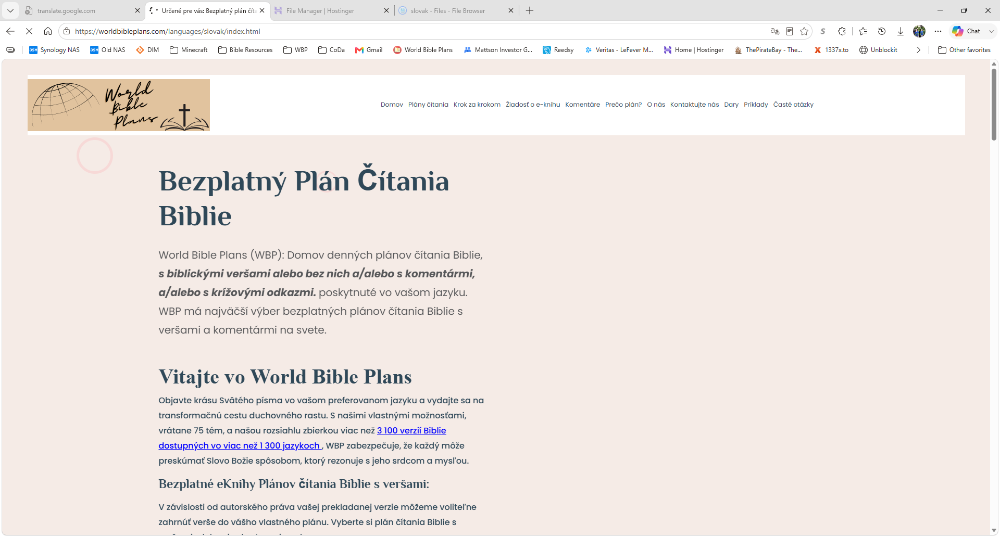 translate.google.com
Určené pre vás: Bezplatný plán číta
File Manager | Hostinger
slovak - Files - File Browser
https://worldbibleplans.com/languages/slovak/index.html
Chat
Synology NAS
Old NAS
DIM
Minecraft
Bible Resources
WBP
CoDa
Gmail
World Bible Plans
Mattson Investor G...
Reedsy
Veritas - LeFever M...
Home | Hostinger
ThePirateBay - The...
1337x.to
Unblockit
Other favorites
World
Bible
Plans
Domov Plány čítania Krok za krokom Žiadosť o e-knihu Komentáre Prečo plán? O nás Kontaktujte nás Dary Príklady Časté otázky
Bezplatný Plán Čítania
Biblie
World Bible Plans (WBP): Domov denných plánov čítania Biblie,
s biblickými veršami alebo bez nich a/alebo s komentármi,
a/alebo s krížovými odkazmi. poskytnuté vo vašom jazyku.
WBP má najväčší výber bezplatných plánov čítania Biblie s
veršami a komentármi na svete.
Vitajte vo World Bible Plans
Objavte krásu Svätého písma vo vašom preferovanom jazyku a vydajte sa na
transformačnú cestu duchovného rastu. S našimi vlastnými možnosťami,
vrátane 75 tém, a našou rozsiahlu zbierkou viac než 3 100 verzií Biblie
dostupných vo viac než 1 300 jazykoch , WBP zabezpečuje, že každý môže
preskúmať Slovo Božie spôsobom, ktorý rezonuje s jeho srdcom a mysľou.
Bezplatné eKnihy Plánov čítania Biblie s veršami:
V závislosti od autorského práva vašej prekladanej verzie môžeme voliteľne
zahrnúť verše do vášho vlastného plánu. Vyberte si plán čítania Biblie s